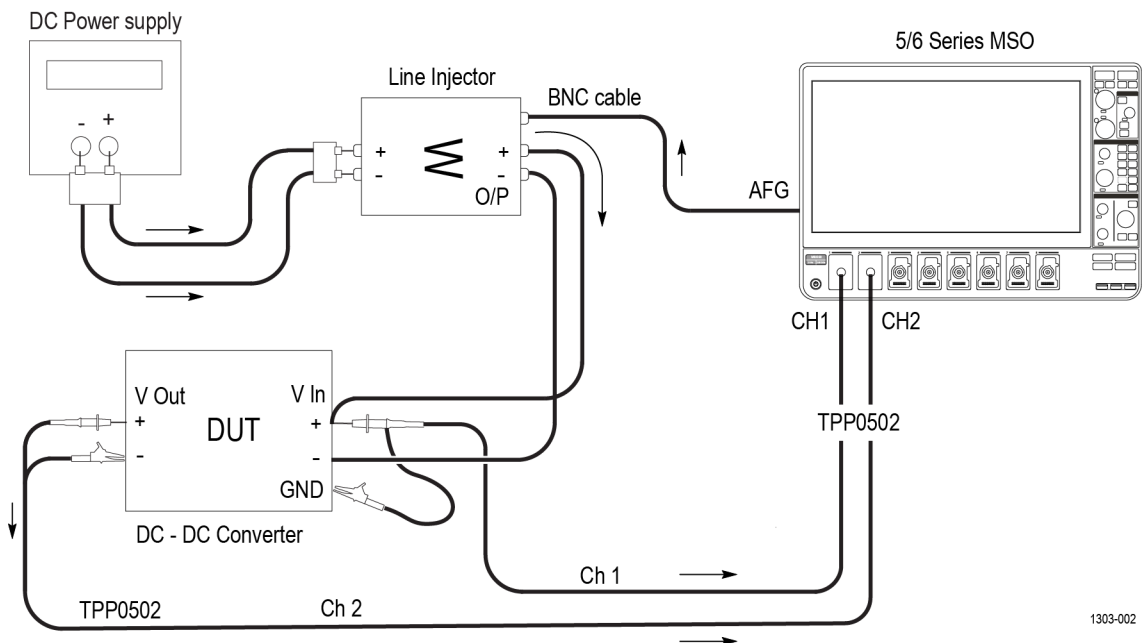 DC Power supply
- +
Line Injector
+
-
+
-
O/P
BNC cable
5/6 Series MSO
AFG
CH1
CH2
TPP0502
V Out
+
-
DUT
V In
+
-
GND
DC - DC Converter
Ch 1
TPP0502
Ch 2
1303-002